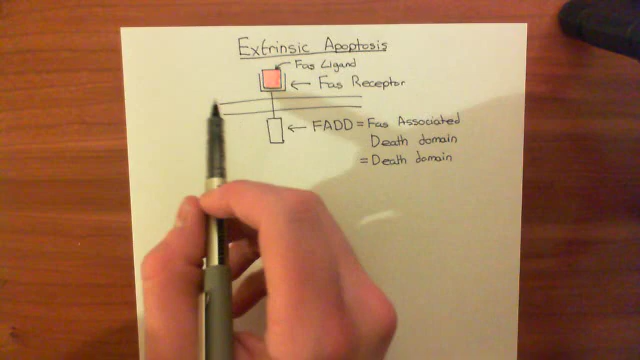 Extrinsic Apoptosis
Fas Ligand
Fas Receptor
FADD = Fas Associated
Death domain
= Death domain